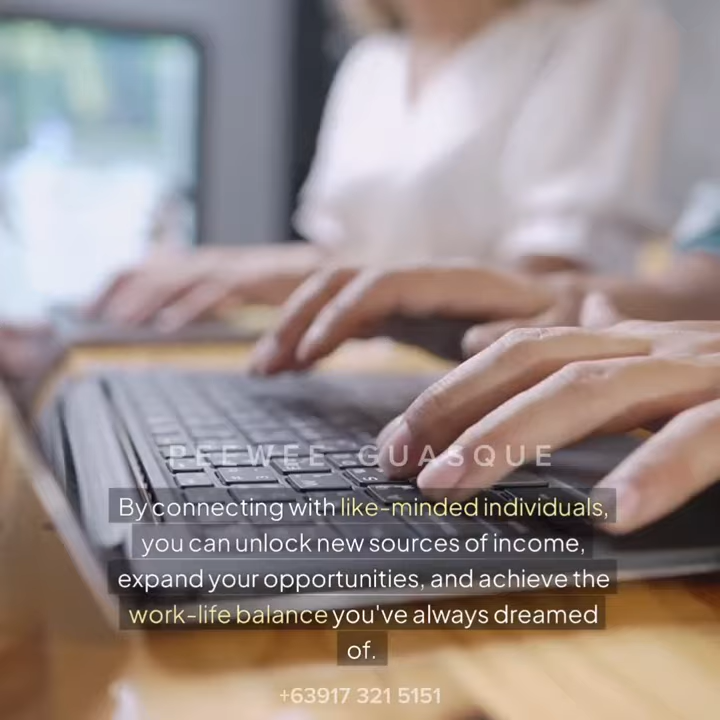 PEEWEE GUASQUE
By connecting with like-minded individuals,
you can unlock new sources of income,
expand your opportunities, and achieve the
work-life balance you've always dreamed
of.
+63917 321 5151